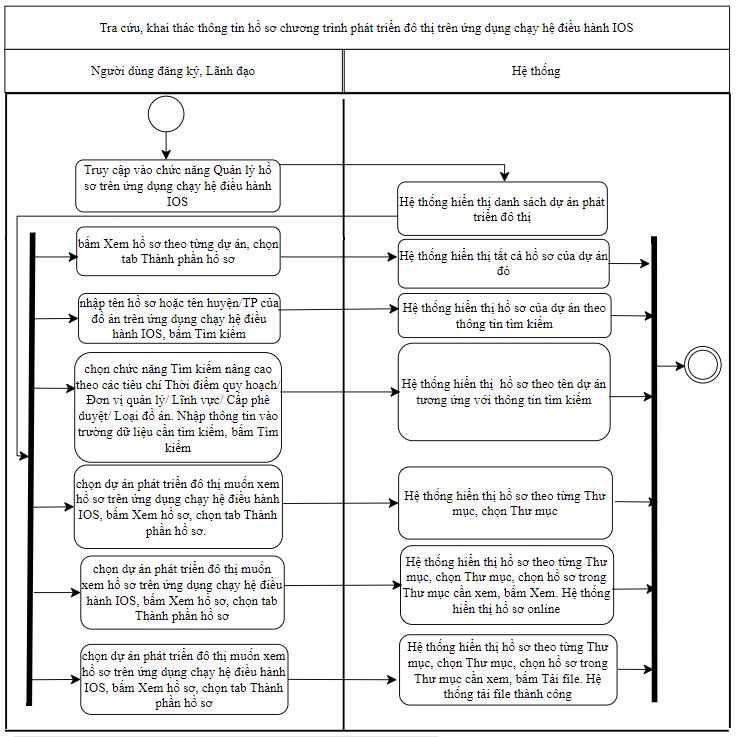 Tra cứu, khai thác thông tin hồ sơ chương trình phát triển đô thị trên ứng dụng chạy hệ điều hành IOS
Người dùng đăng ký, Lãnh đạo
Hệ thống
Truy cập vào chức năng Quản lý hồ
sơ trên ứng dụng chạy hệ điều hành
IOS
Hệ thống hiển thị danh sách dự án phát
triển đô thị
bấm Xem hồ sơ theo từng dự án, chọn
tab Thành phần hồ sơ
Hệ thống hiển thị tất cả hồ sơ của dự án
đó
nhập tên hồ sơ hoặc tên huyện/TP của
đồ án trên ứng dụng chạy hệ điều
hành IOS, bấm Tìm kiếm
Hệ thống hiển thị hồ sơ của dự án theo
thông tin tìm kiếm
chọn chức năng Tìm kiếm nâng cao
theo các tiêu chí Thời điểm quy hoạch/
Đơn vị quản lý/ Lĩnh vực/ Cấp phê
duyệt/ Loại đồ án. Nhập thông tin vào
trường dữ liệu cần tìm kiếm, bấm Tìm
kiếm
Hệ thống hiển thị hồ sơ theo tên dự án
tương ứng với thông tin tìm kiếm
chọn dự án phát triển đô thị muốn xem
hồ sơ trên ứng dụng chạy hệ điều hành
IOS, bấm Xem hồ sơ, chọn tab Thành
phần hồ sơ.
Hệ thống hiển thị hồ sơ theo từng Thư
mục, chọn Thư mục
chọn dự án phát triển đô thị muốn
xem hồ sơ trên ứng dụng chạy hệ điều
hành IOS, bấm Xem hồ sơ, chọn tab
Thành phần hồ sơ
Hệ thống hiển thị hồ sơ theo từng Thư
mục, chọn Thư mục, chọn hồ sơ trong
Thư mục cần xem, bấm Xem. Hệ thống
hiển thị hồ sơ online
chọn dự án phát triển đô thị muốn xem
hồ sơ trên ứng dụng chạy hệ điều hành
IOS, bấm Xem hồ sơ, chọn tab Thành
phần hồ sơ
Hệ thống hiển thị hồ sơ theo từng Thư
mục, chọn Thư mục, chọn hồ sơ trong
Thư mục cần xem, bấm Tải file. Hệ
thống tải file thành công